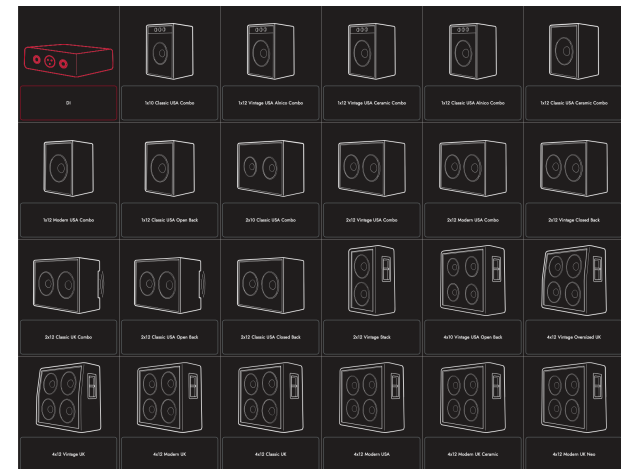 DI
1x10 Classic USA Combo
1x12 Vintage USA Alnico Combo
1x12 Vintage USA Ceramic Combo
1x12 Classic USA Alnico Combo
1x12 Classic USA Ceramic Combo
1x12 Modern USA Combo
1x12 Classic USA Open Back
2x10 Classic USA Combo
2x12 Vintage USA Combo
2x12 Modern USA Combo
2x12 Vintage Closed Back
2x12 Classic UK Combo
2x12 Classic USA Open Back
2x12 Classic USA Closed Back
2x12 Vintage Stack
4x10 Vintage USA Open Back
4x12 Vintage Oversized UK
4x12 Vintage UK
4x12 Modern UK
4x12 Classic UK
4x12 Modern USA
4x12 Modern UK Ceramic
4x12 Modern UK Neo